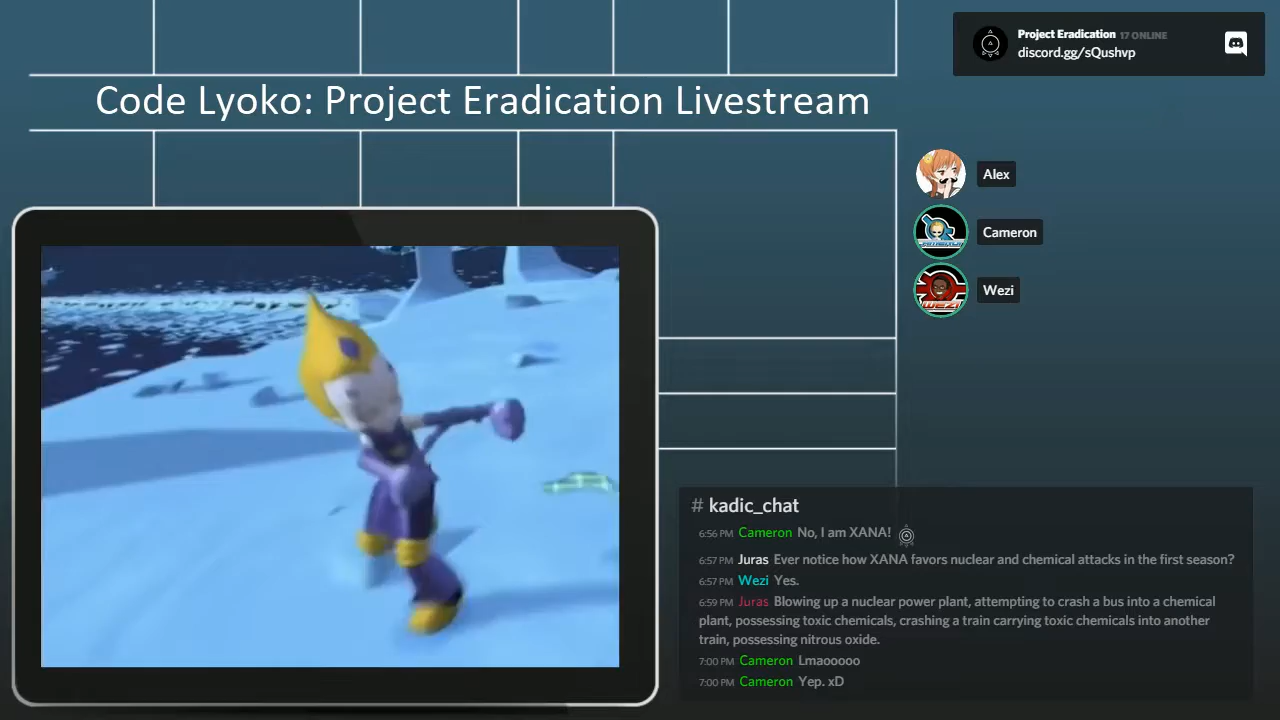 Project Eradication 17 ONLINE
discord.gg/sQushvp
Code Lyoko: Project Eradication Livestream
Alex
Cameron
Wezi
# kadic_chat
6:56 PM Cameron No, I am XANA!
6:57 PM Juras Ever notice how XANA favors nuclear and chemical attacks in the first season?
6:57 PM Wezi Yes.
6:59 PM Juras Blowing up a nuclear power plant, attempting to crash a bus into a chemical
plant, possessing toxic chemicals, crashing a train carrying toxic chemicals into another
train, possessing nitrous oxide.
7:00 PM Cameron Lmaooooo
7:00 PM Cameron Yep. xD